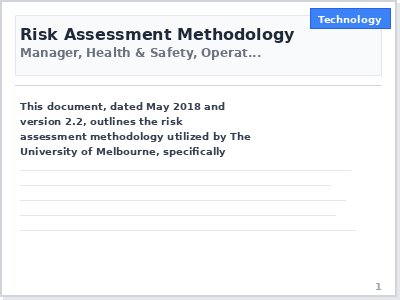 Technology
Risk Assessment Methodology
Manager, Health & Safety, Operat...
This document, dated May 2018 and
version 2.2, outlines the risk
assessment methodology utilized by The
University of Melbourne, specifically
1